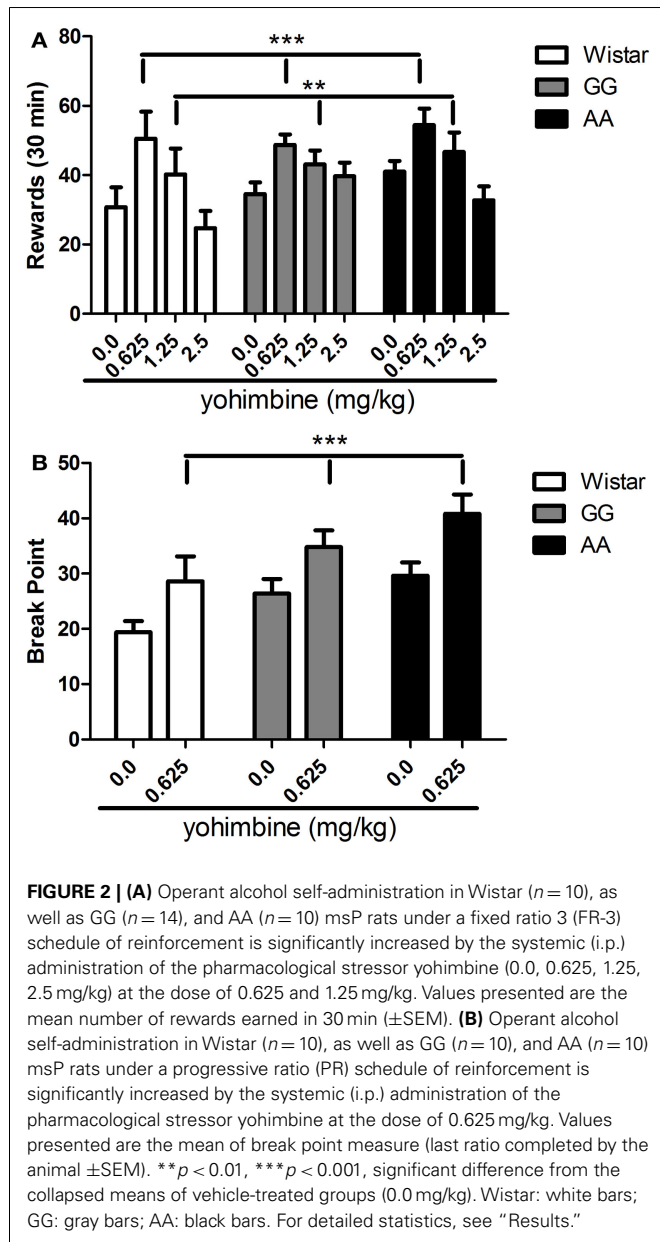 A
80
60
40
20
0
Rewards (30 min)
***
**
Wistar
GG
AA
0.0 0.625 1.25 2.5 0.0 0.625 1.25 2.5 0.0 0.625 1.25 2.5
yohimbine (mg/kg)
B
50
40
30
20
10
0
Break Point
***
Wistar
GG
AA
0.0 0.625 0.0 0.625 0.0 0.625
yohimbine (mg/kg)
FIGURE 2 | (A) Operant alcohol self-administration in Wistar (n = 10), as
well as GG (n = 14), and AA (n = 10) msP rats under a fixed ratio 3 (FR-3)
schedule of reinforcement is significantly increased by the systemic (i.p.)
administration of the pharmacological stressor yohimbine (0.0, 0.625, 1.25,
2.5 mg/kg) at the dose of 0.625 and 1.25 mg/kg. Values presented are the
mean number of rewards earned in 30 min (±SEM). (B) Operant alcohol
self-administration in Wistar (n = 10), as well as GG (n = 10), and AA (n = 10)
msP rats under a progressive ratio (PR) schedule of reinforcement is
significantly increased by the systemic (i.p.) administration of the
pharmacological stressor yohimbine at the dose of 0.625 mg/kg. Values
presented are the mean of break point measure (last ratio completed by the
animal ±SEM). **p < 0.01, ***p < 0.001, significant difference from the
collapsed means of vehicle-treated groups (0.0 mg/kg). Wistar: white bars;
GG: gray bars; AA: black bars. For detailed statistics, see “Results.”